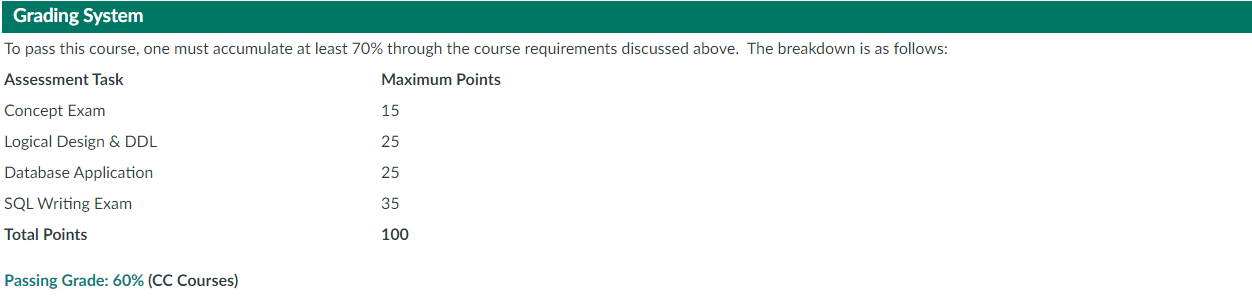 Grading System
To pass this course, one must accumulate at least 70% through the course requirements discussed above.  The breakdown is as follows:
Assessment Task Maximum Points
Concept Exam 15
Logical Design & DDL 25
Database Application 25
SQL Writing Exam 35
Total Points 100
Passing Grade: 60% (CC Courses)